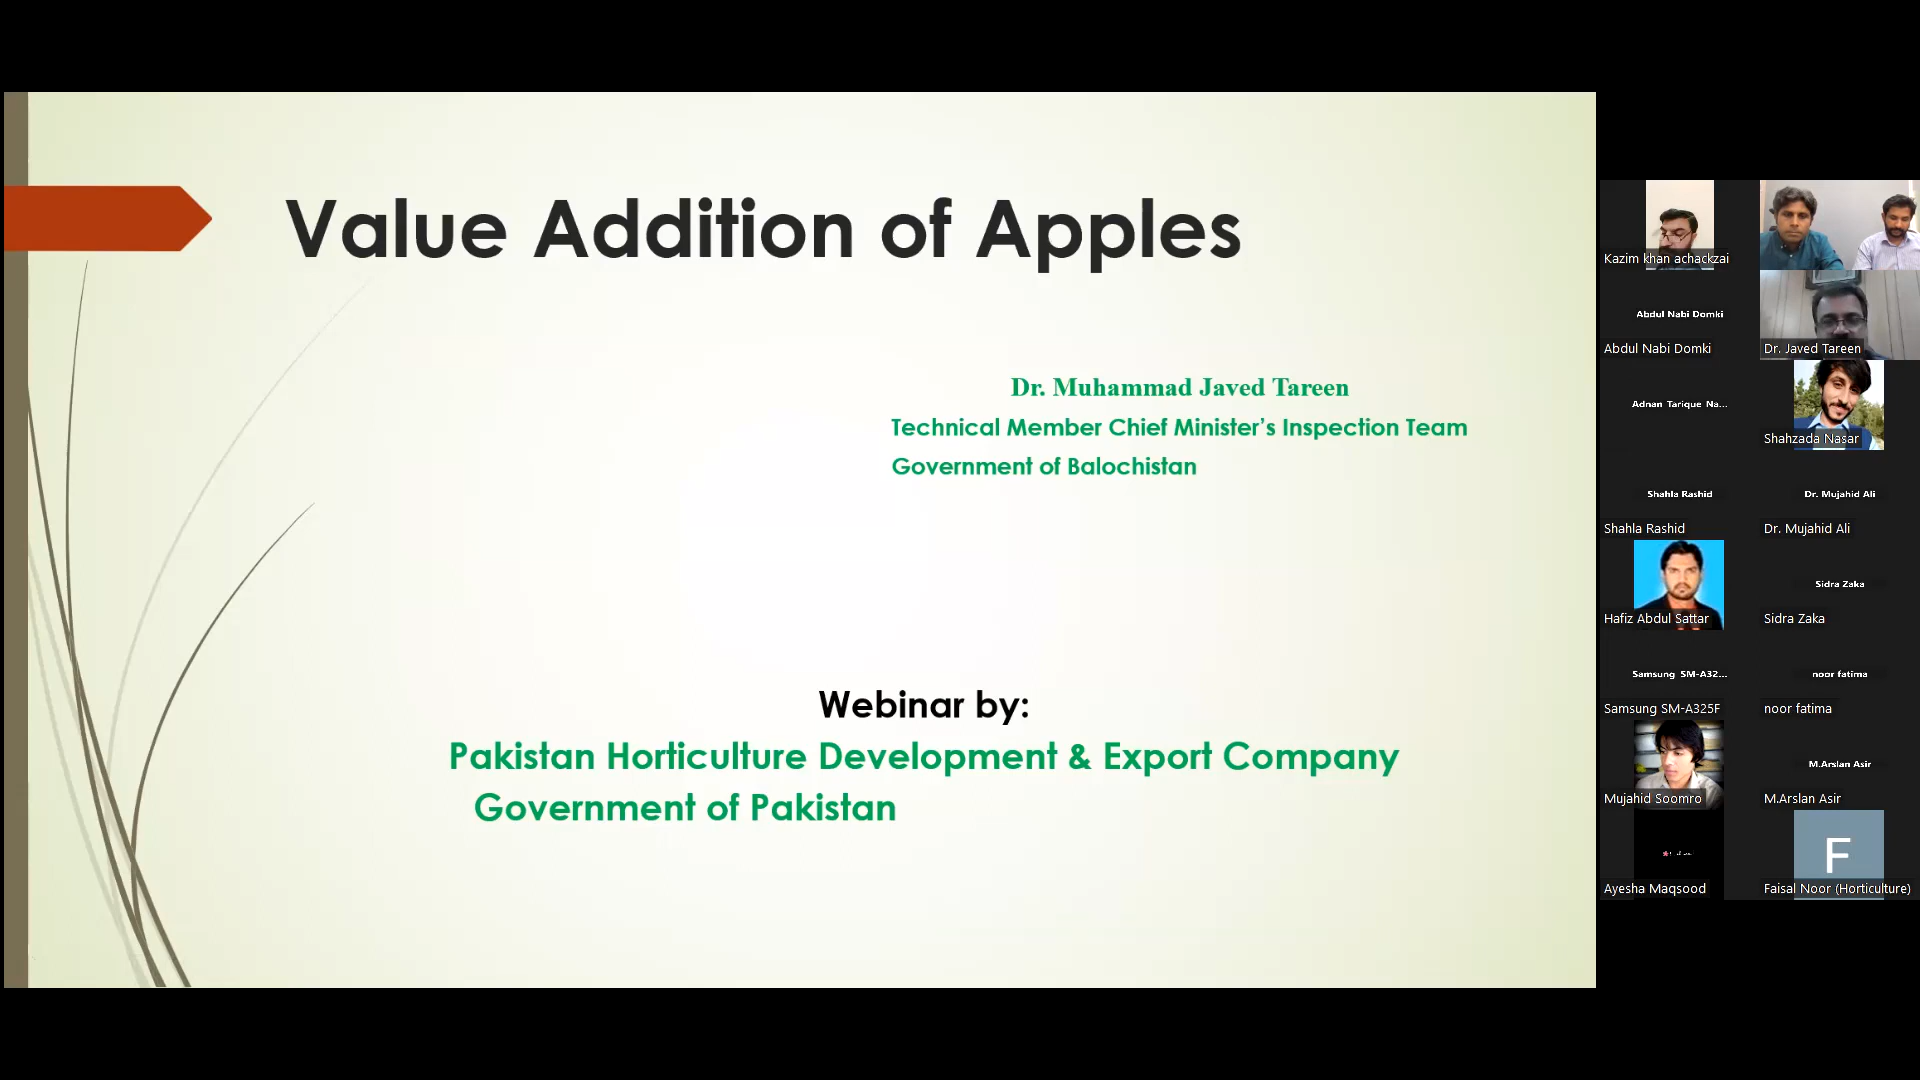 Value Addition of Apples
Dr. Muhammad Javed Tareen
Technical Member Chief Minister’s Inspection Team
Government of Balochistan
Webinar by:
Pakistan Horticulture Development & Export Company
Government of Pakistan
Kazim khan achackzai
Abdul Nabi Domki
Abdul Nabi Domki
Dr. Javed Tareen
Adnan Tarique Na...
Shahzada Nasar
Shahla Rashid
Shahla Rashid
Dr. Mujahid Ali
Dr. Mujahid Ali
Hafiz Abdul Sattar
Sidra Zaka
Sidra Zaka
Samsung SM-A32...
Samsung SM-A325F
noor fatima
noor fatima
Mujahid Soomro
M.Arslan Asir
M.Arslan Asir
Ayesha Maqsood
F
Faisal Noor (Horticulture)